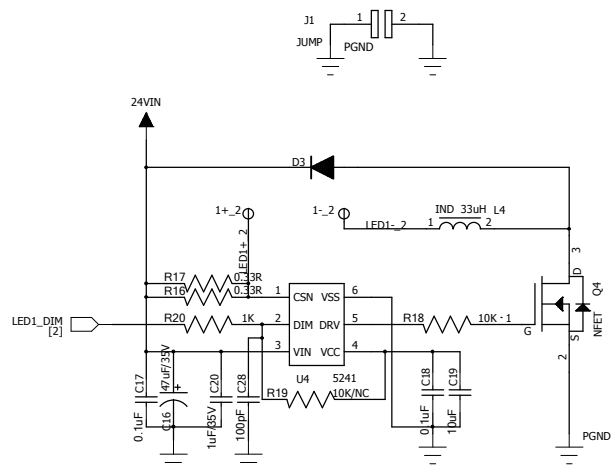 J1
1 2
JUMP PGND
24VIN
D3
1+_2
1-_2
IND 33uH L4
1 2
LED1-_2
LED1+_2
3
D
Q4
NFET
R17 0.33R
R16 0.33R
1 CSN VSS 6
LED1_DIM
[2]
R20 1K
2 DIM DRV 5
R18 10K-1
G
S
3 VIN VCC 4
2
U4 5241
R19 10K/NC
C17
0.1uF
47uF/35V
+
C16
C20
1uF/35V
C28
100pF
C18
0.1uF
C19
10uF
PGND